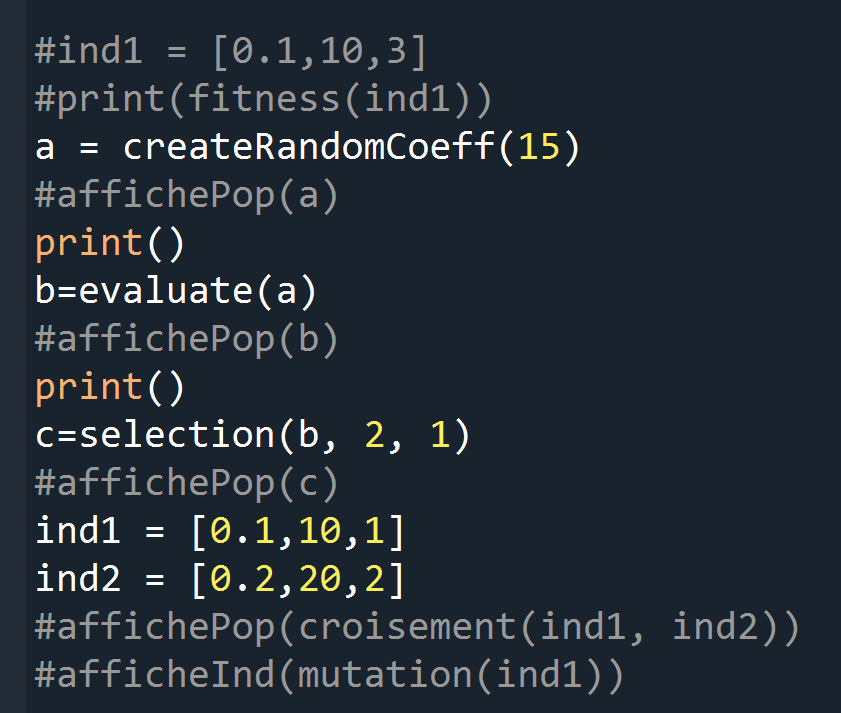 #ind1 = [0.1,10,3]
#print(fitness(ind1))
a = createRandomCoeff(15)
#affichePop(a)
print()
b=evaluate(a)
#affichePop(b)
print()
c=selection(b, 2, 1)
#affichePop(c)
ind1 = [0.1,10,1]
ind2 = [0.2,20,2]
#affichePop(croisement(ind1, ind2))
#afficheInd(mutation(ind1))